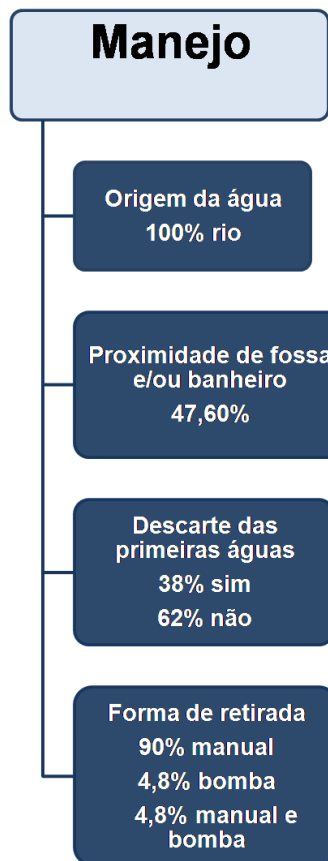 Manejo
Origem da água
100% rio
Proximidade de fossa
e/ou banheiro
47,60%
Descarte das
primeiras águas
38% sim
62% não
Forma de retirada
90% manual
4,8% bomba
4,8% manual e
bomba